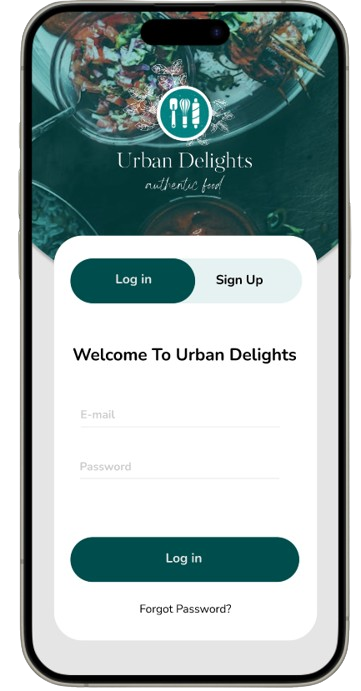 Urban Delights
authentic food
Log in
Sign Up
Welcome To Urban Delights
E-mail
Password
Log in
Forgot Password?